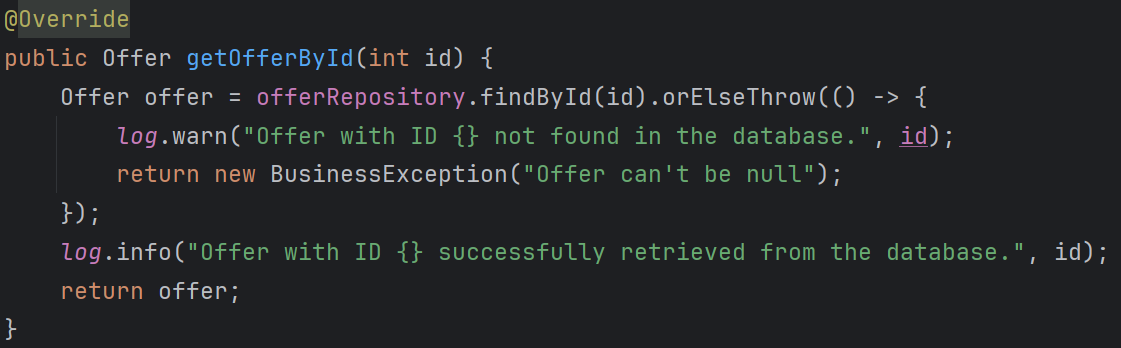 @Override
public Offer getOfferById(int id) {
    Offer offer = offerRepository.findById(id).orElseThrow(() -> {
        log.warn("Offer with ID {} not found in the database.", id);
        return new BusinessException("Offer can't be null");
    });
    log.info("Offer with ID {} successfully retrieved from the database.", id);
    return offer;
}